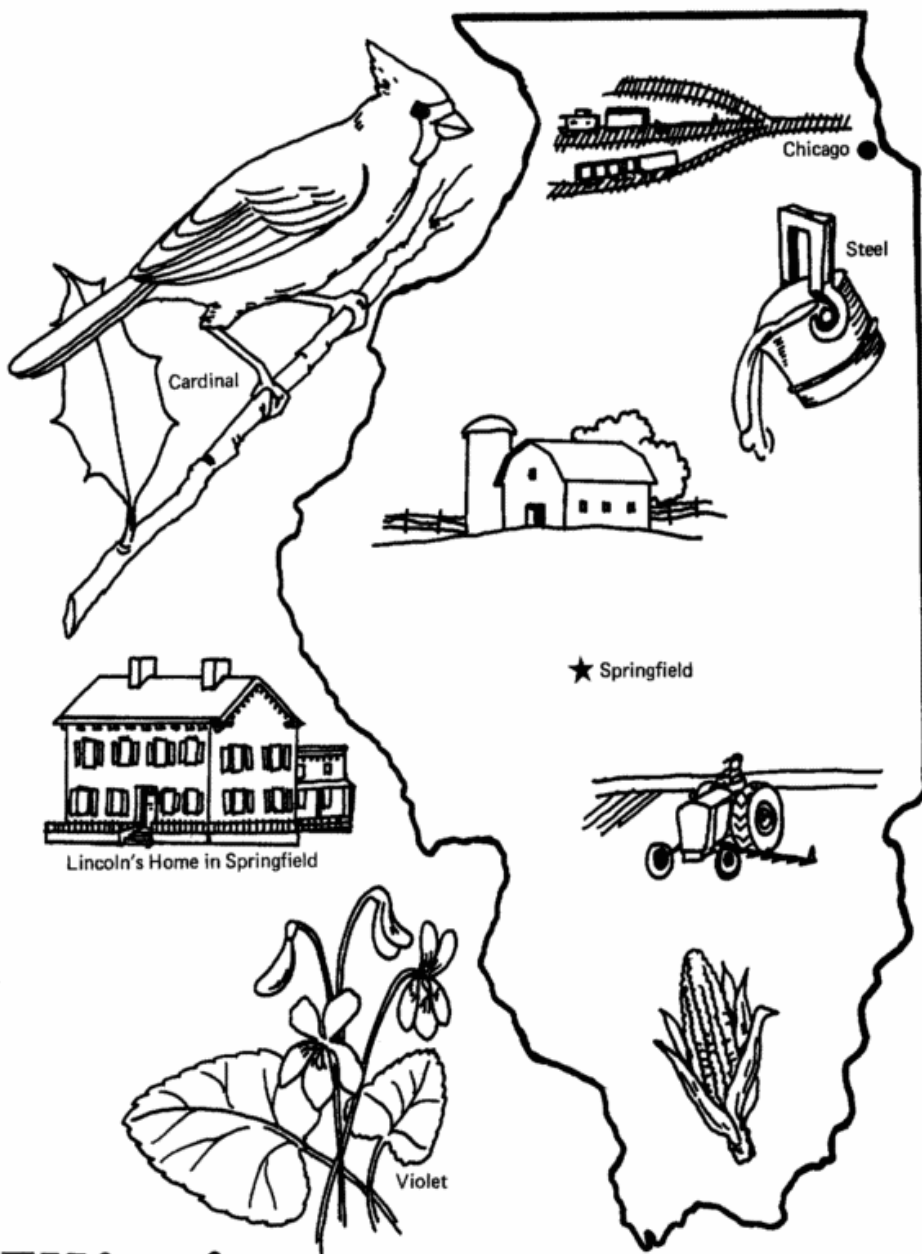 Chicago
Steel
Cardinal
Springfield
Lincoln's Home in Springfield
Violet